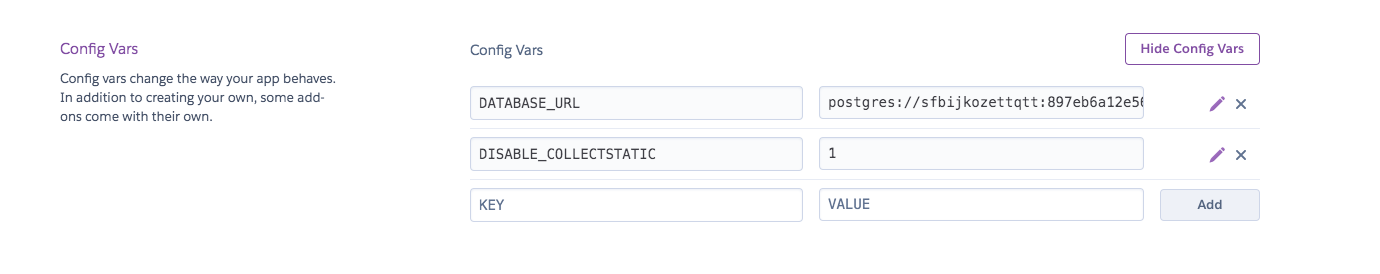 Config Vars
Config vars change the way your app behaves.
In addition to creating your own, some add-
ons come with their own.
Config Vars
Hide Config Vars
DATABASE_URL
postgres://sfbijkozettqtt:897eb6a12e56
DISABLE_COLLECTSTATIC
1
KEY
VALUE
Add